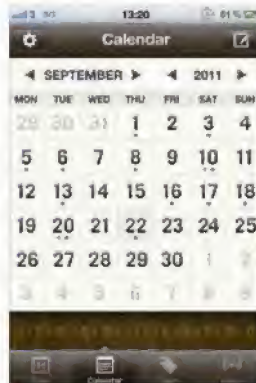 13:20
Calendar
◀ SEPTEMBER ▶ ◀ 2011 ▶
MON TUE WED THU FRI SAT SUN
29 30 31 1 2 3 4
5 6 7 8 9 10 11
12 13 14 15 16 17 18
19 20 21 22 23 24 25
26 27 28 29 30 1 2
3 4 5 6 7 8 9
Calendar